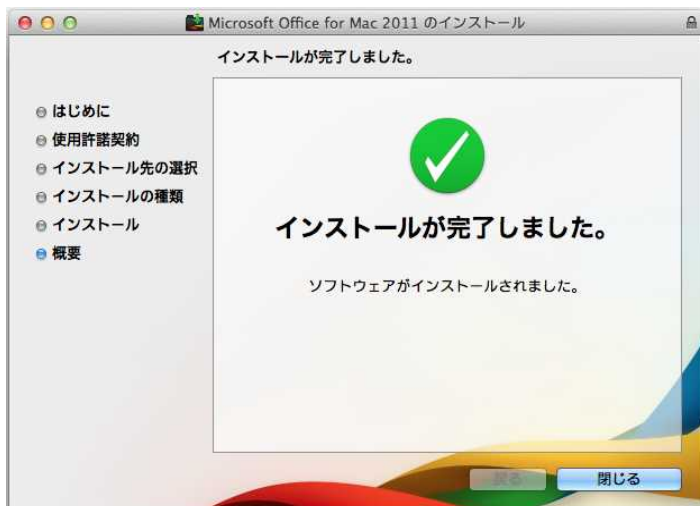 Microsoft Office for Mac 2011 のインストール
インストールが完了しました。
はじめに
使用許諾契約
インストール先の選択
インストールの種類
インストール
概要
インストールが完了しました。
ソフトウェアがインストールされました。
戻る
閉じる